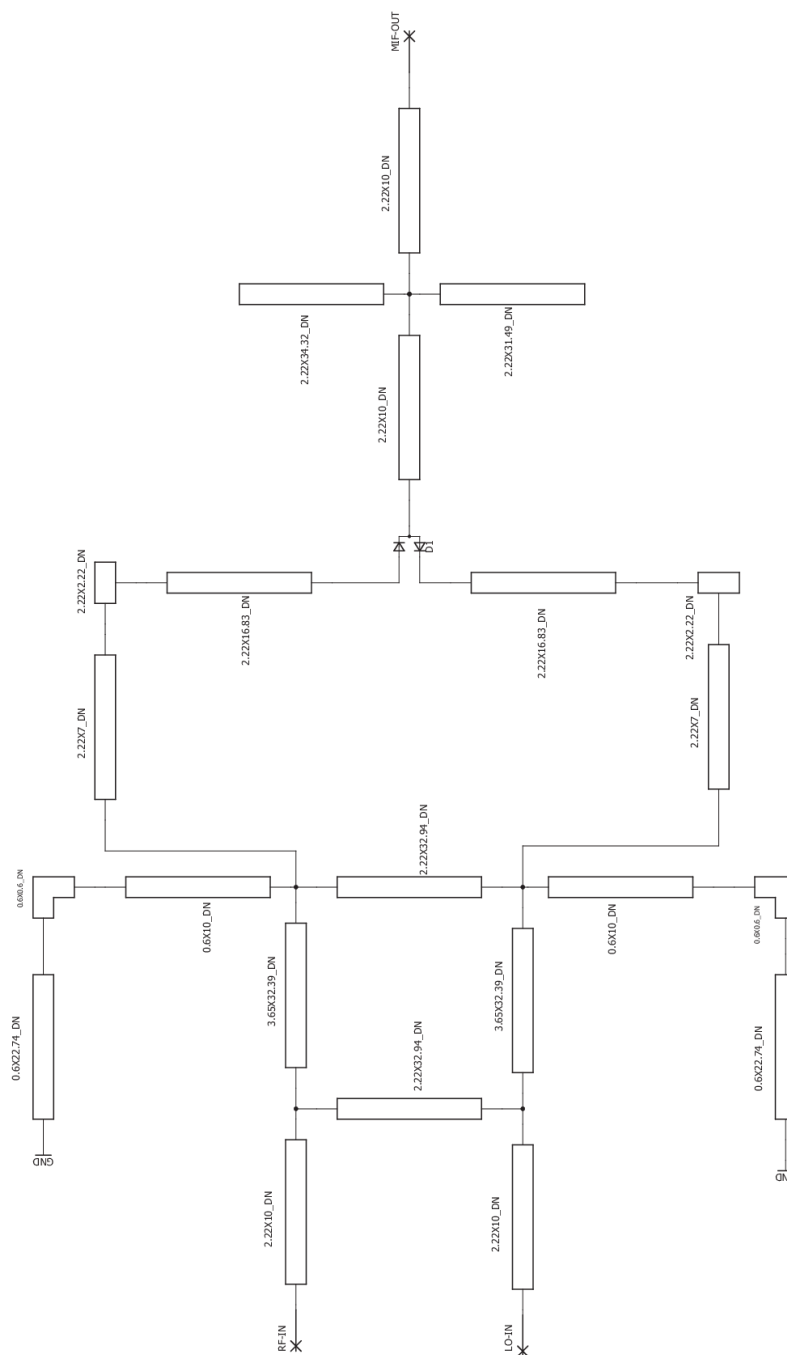 MIF-OUT
2.22X10_DN
2.22X34.32_DN
2.22X31.49_DN
2.22X10_DN
D1
2.22X2.22_DN
2.22X16.83_DN
2.22X16.83_DN
2.22X2.22_DN
2.22X7_DN
2.22X7_DN
2.22X32.94_DN
0.6X0.6_DN
0.6X10_DN
0.6X10_DN
0.6X0.6_DN
3.65X32.39_DN
3.65X32.39_DN
0.6X22.74_DN
2.22X32.94_DN
0.6X22.74_DN
GND
ND
2.22X10_DN
2.22X10_DN
RF-IN
LO-IN